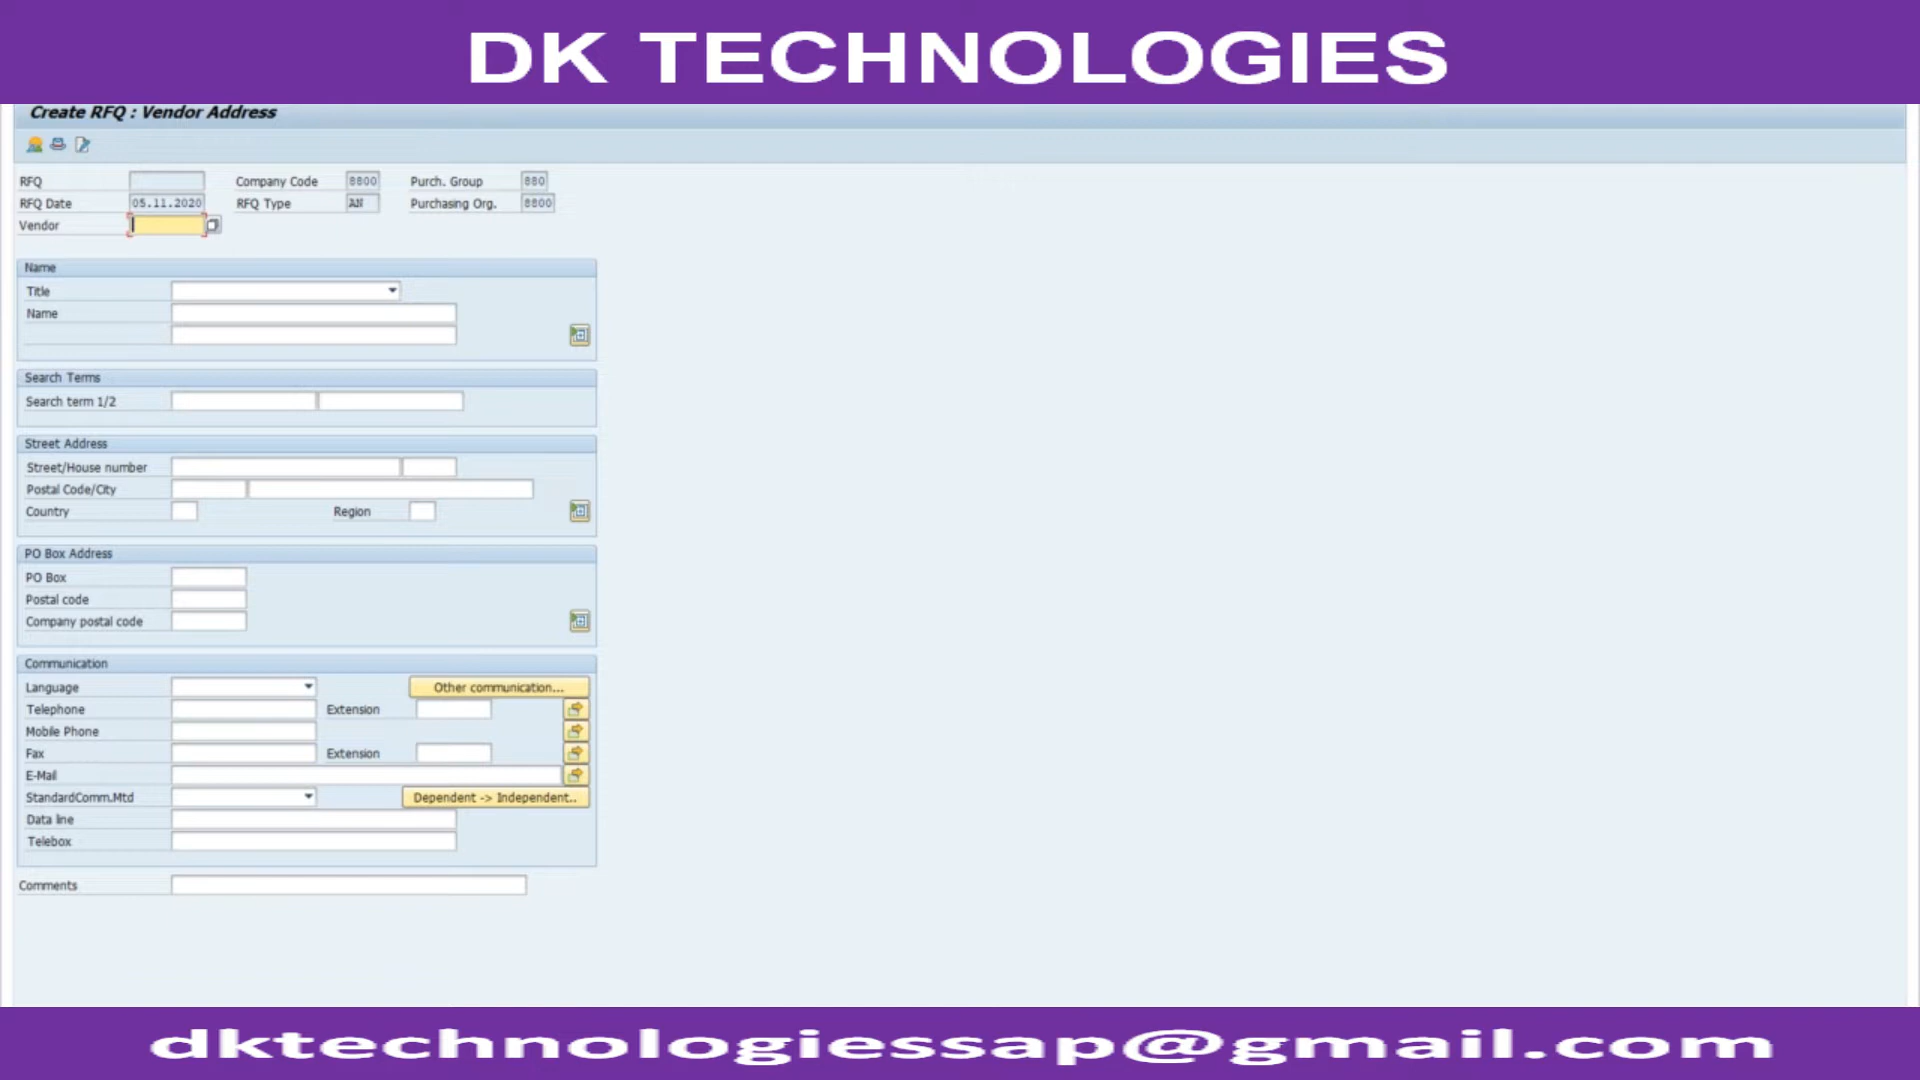 DK TECHNOLOGIES
Create RFQ : Vendor Address
RFQ Company Code 8800 Purch. Group 880
RFQ Date 05.11.2020 RFQ Type AN Purchasing Org. 8800
Vendor
Name
Title
Name
Search Terms
Search term 1/2
Street Address
Street/House number
Postal Code/City
Country Region
PO Box Address
PO Box
Postal code
Company postal code
Communication
Language Other communication...
Telephone Extension
Mobile Phone
Fax Extension
E-Mail
StandardComm.Mtd Dependent -> Independent..
Data line
Telebox
Comments
dktechnologiessap@gmail.com